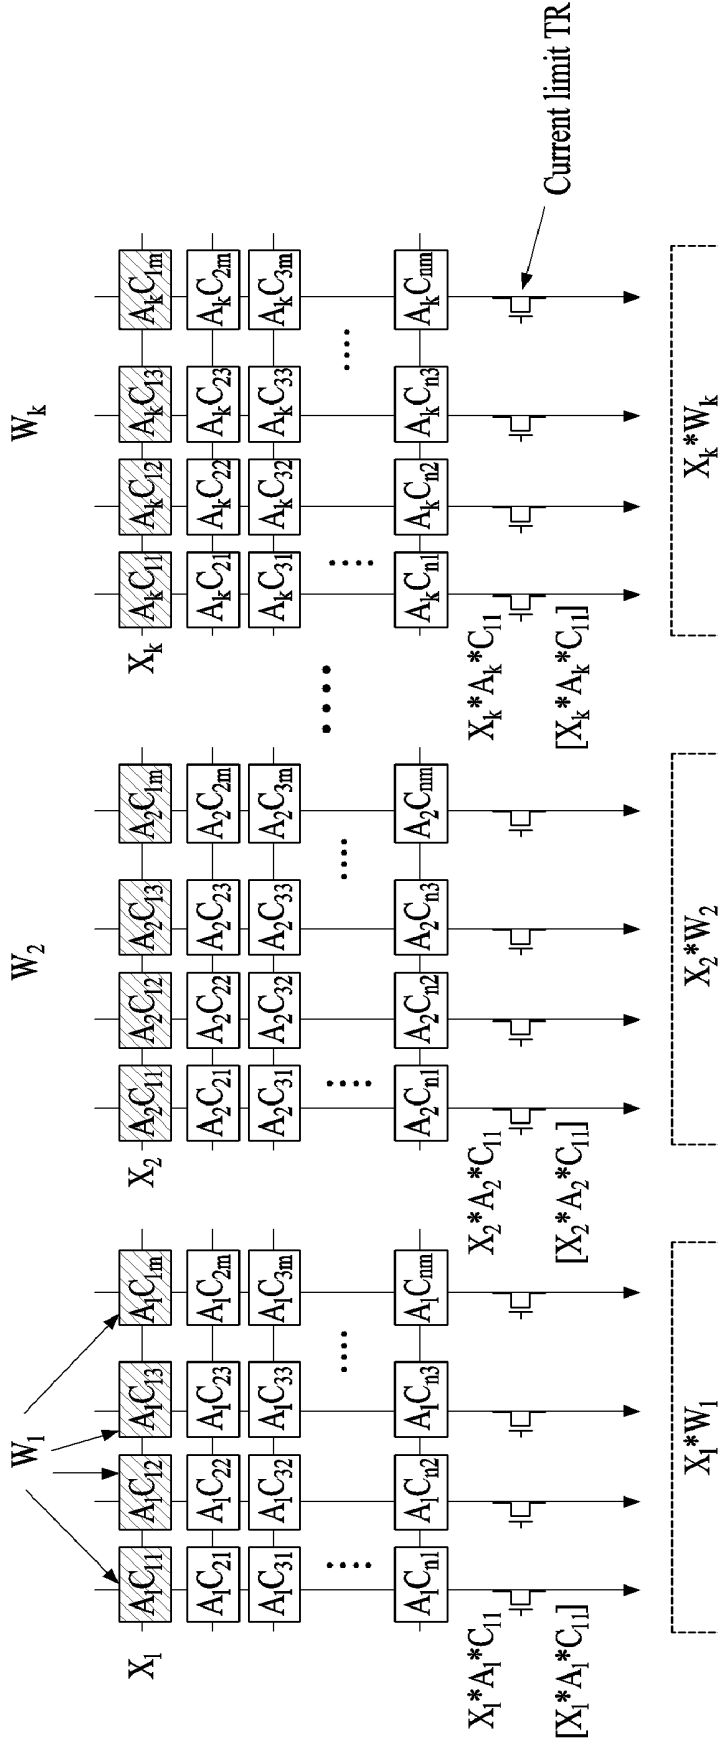 W₁
W₂
Wₖ
X₁ A₁C₁₁ A₁C₁₂ A₁C₁₃ A₁C₁ₘ
A₁C₂₁ A₁C₂₂ A₁C₂₃ A₁C₂ₘ
A₁C₃₁ A₁C₃₂ A₁C₃₃ A₁C₃ₘ
A₁Cₙ₁ A₁Cₙ₂ A₁Cₙ₃ A₁Cₙₘ
X₁*A₁*C₁₁
[X₁*A₁*C₁₁]
X₁*W₁
X₂ A₂C₁₁ A₂C₁₂ A₂C₁₃ A₂C₁ₘ
A₂C₂₁ A₂C₂₂ A₂C₂₃ A₂C₂ₘ
A₂C₃₁ A₂C₃₂ A₂C₃₃ A₂C₃ₘ
A₂Cₙ₁ A₂Cₙ₂ A₂Cₙ₃ A₂Cₙₘ
X₂*A₂*C₁₁
[X₂*A₂*C₁₁]
X₂*W₂
Xₖ AₖC₁₁ AₖC₁₂ AₖC₁₃ AₖC₁ₘ
AₖC₂₁ AₖC₂₂ AₖC₂₃ AₖC₂ₘ
AₖC₃₁ AₖC₃₂ AₖC₃₃ AₖC₃ₘ
AₖCₙ₁ AₖCₙ₂ AₖCₙ₃ AₖCₙₘ
Xₖ*Aₖ*C₁₁
[Xₖ*Aₖ*C₁₁]
Xₖ*Wₖ
Current limit TR